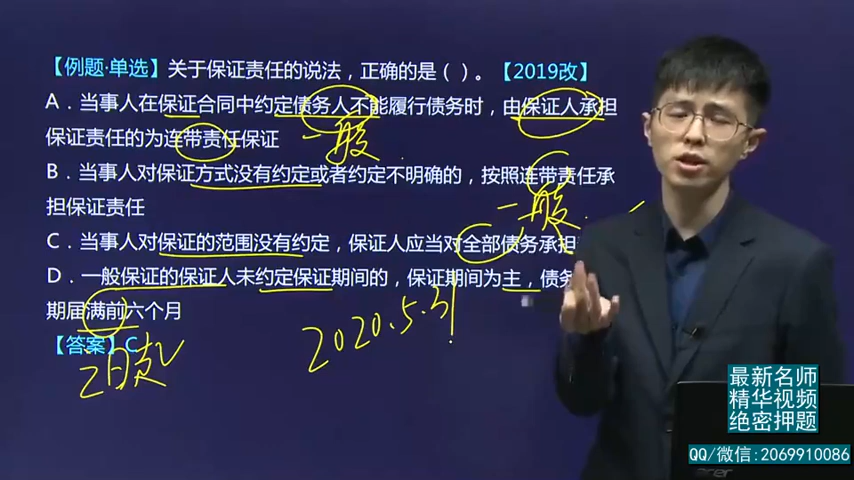 【例题·单选】关于保证责任的说法，正确的是（ ）。【2019改】
A．当事人在保证合同中约定债务人不能履行债务时，由保证人承担
保证责任的为连带责任保证
一般
B．当事人对保证方式没有约定或者约定不明确的，按照连带责任承
担保证责任
一般
C．当事人对保证的范围没有约定，保证人应当对全部债务承担
D．一般保证的保证人未约定保证期间的，保证期间为主，债务
期届满前六个月
【答案】C
2020.5.31
最新名师
精华视频
绝密押题
QQ/微信:2069910086
acer